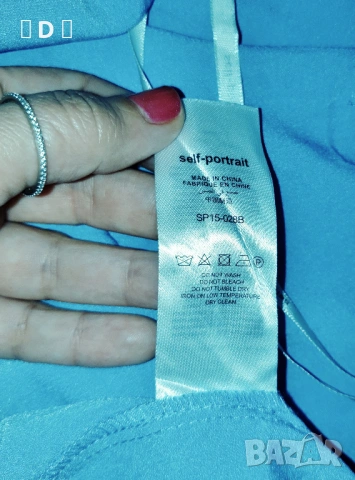 D
self-portrait
MADE IN CHINA
FABRIQUE EN CHINE
中国制造
SP15-028B
DO NOT WASH
DO NOT BLEACH
DO NOT TUMBLE DRY
IRON ON LOW TEMPERATURE
DRY CLEAN
BAZAR